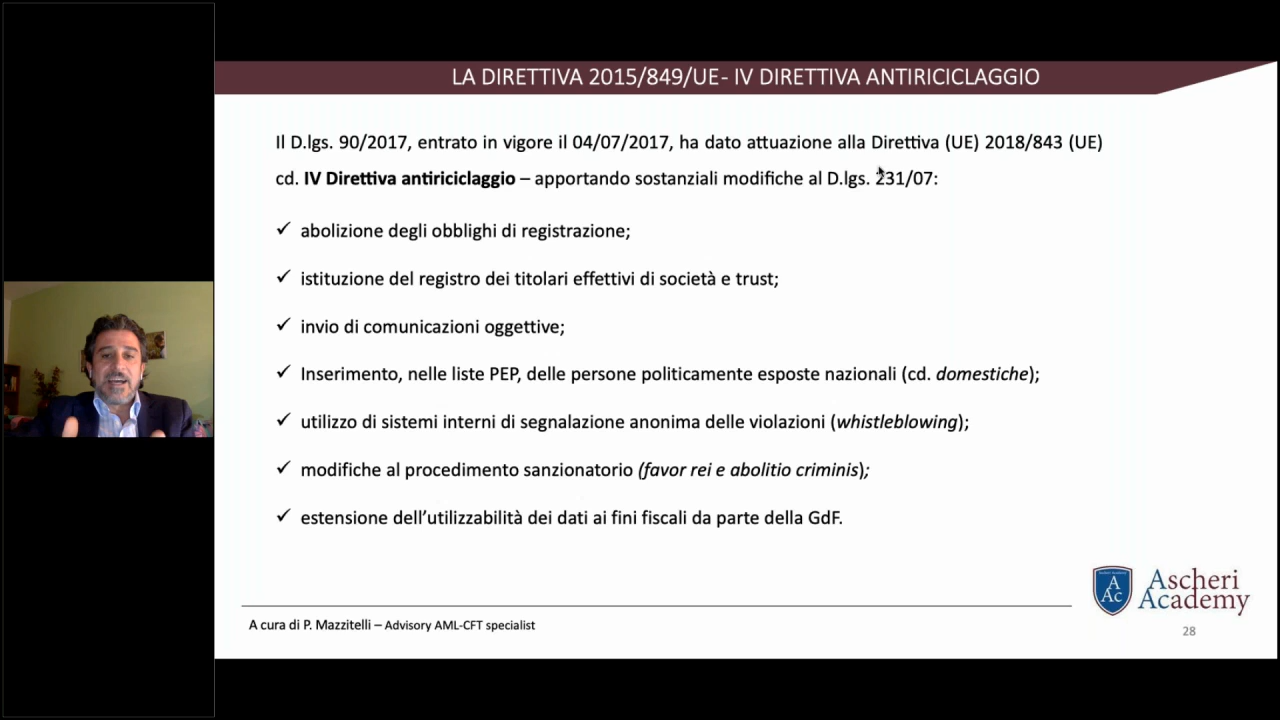 LA DIRETTIVA 2015/849/UE- IV DIRETTIVA ANTIRICICLAGGIO
Il D.lgs. 90/2017, entrato in vigore il 04/07/2017, ha dato attuazione alla Direttiva (UE) 2018/843 (UE)
cd. IV Direttiva antiriciclaggio – apportando sostanziali modifiche al D.lgs. 231/07:
✓ abolizione degli obblighi di registrazione;
✓ istituzione del registro dei titolari effettivi di società e trust;
✓ invio di comunicazioni oggettive;
✓ Inserimento, nelle liste PEP, delle persone politicamente esposte nazionali (cd. domestiche);
✓ utilizzo di sistemi interni di segnalazione anonima delle violazioni (whistleblowing);
✓ modifiche al procedimento sanzionatorio (favor rei e abolitio criminis);
✓ estensione dell’utilizzabilità dei dati ai fini fiscali da parte della GdF.
A cura di P. Mazzitelli – Advisory AML-CFT specialist
A
Ac
Ascheri
Academy
28